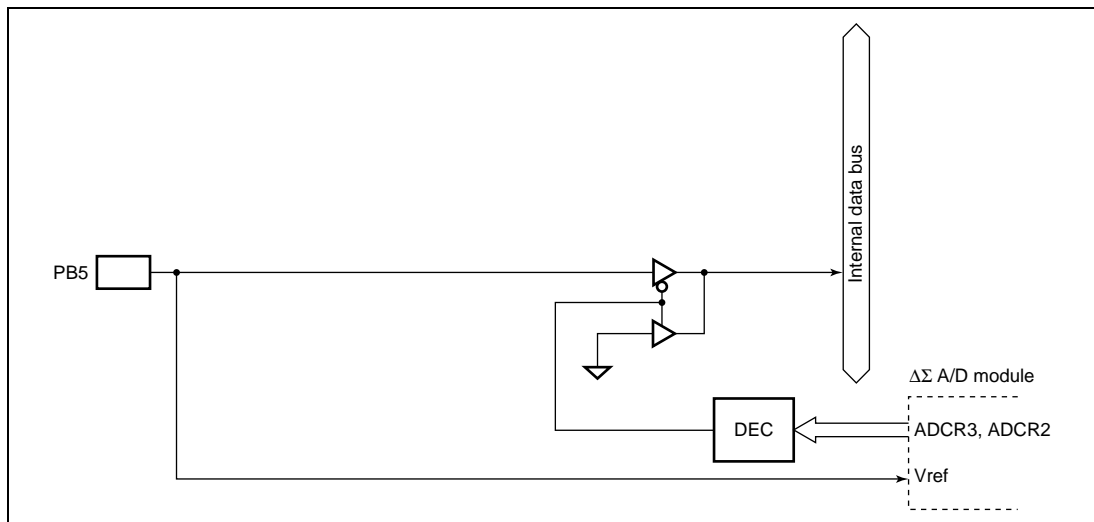 Internal data bus
PB5
ΔΣ A/D module
DEC
ADCR3, ADCR2
Vref